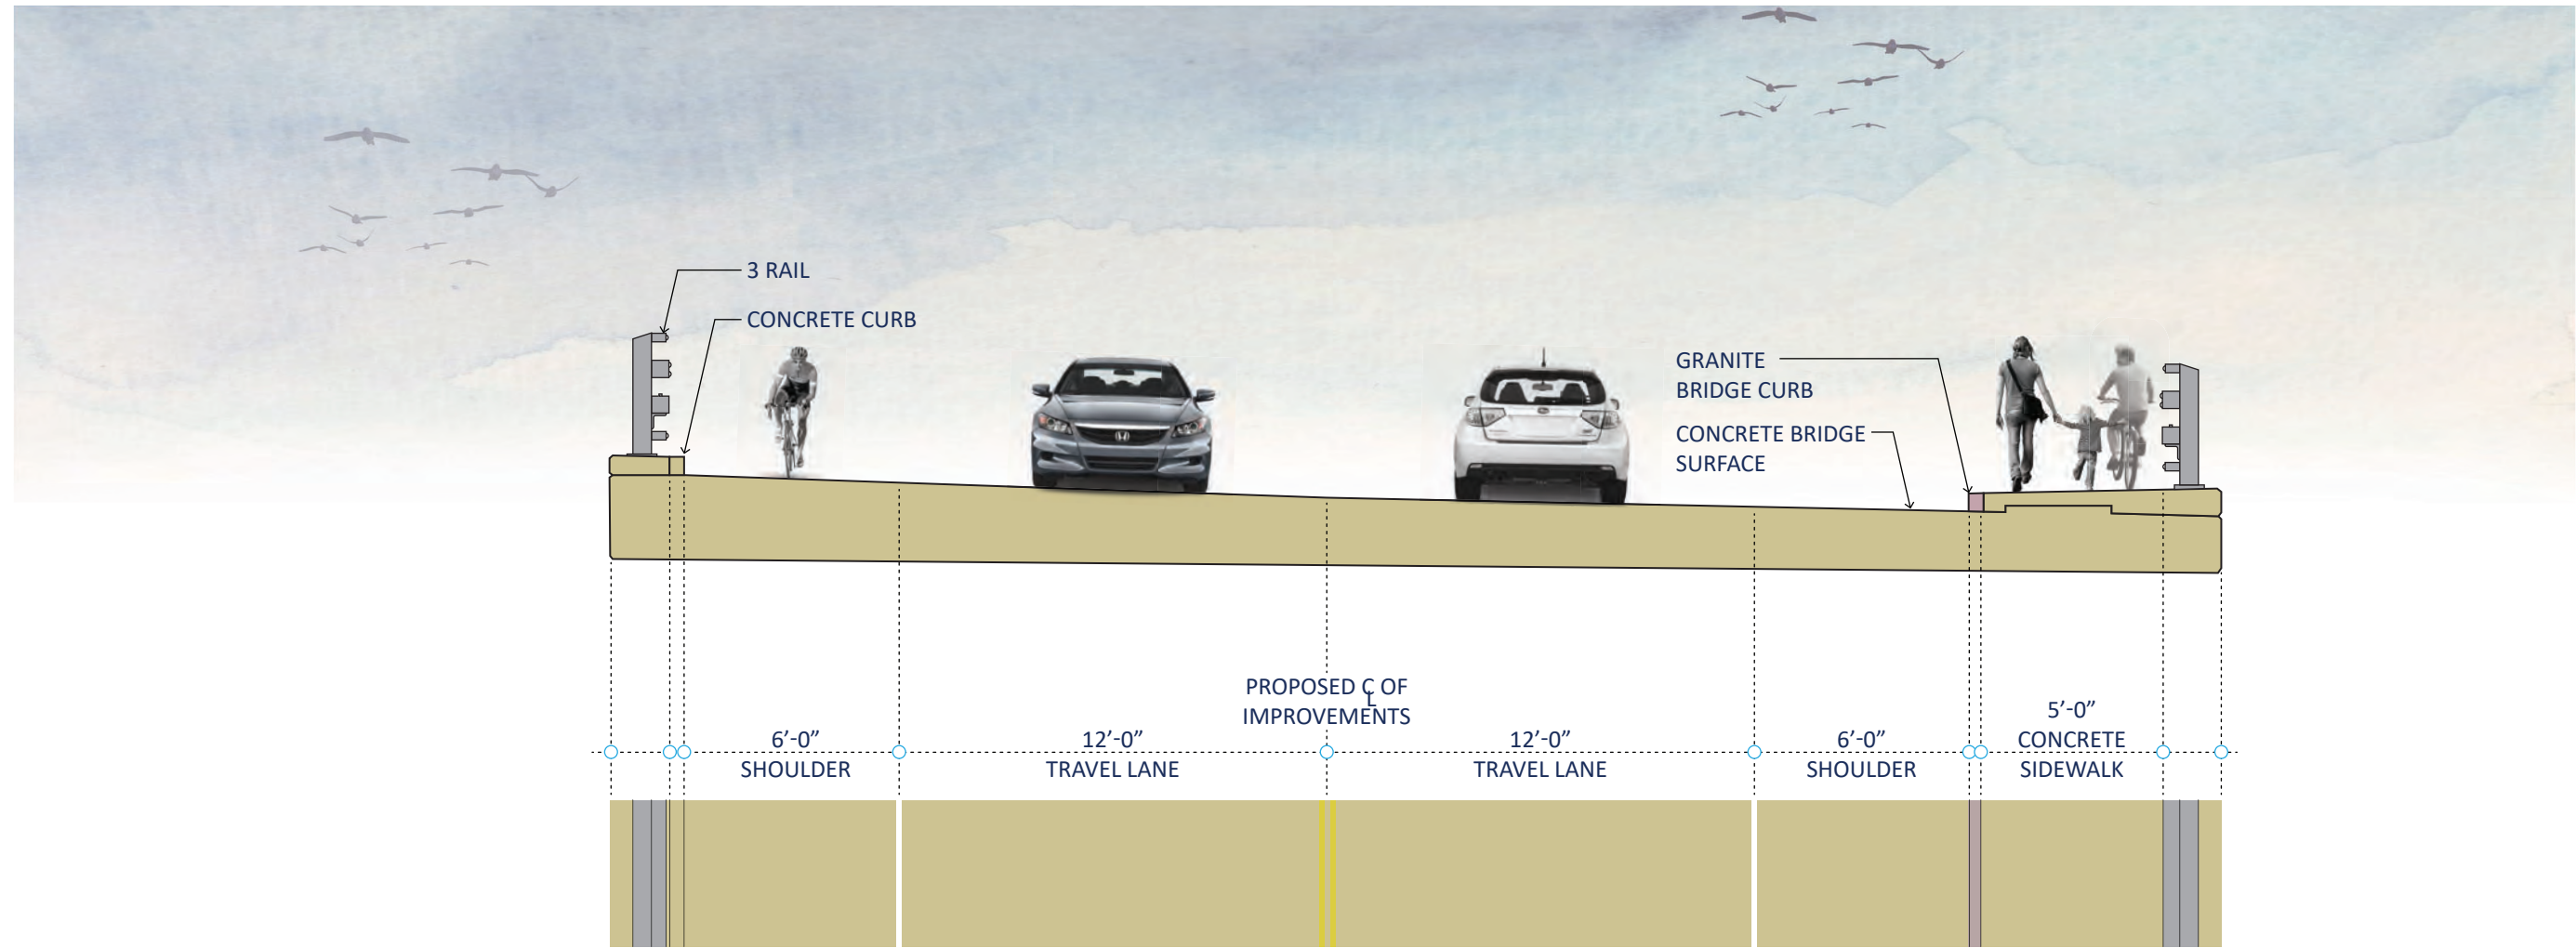 3 RAIL
CONCRETE CURB
GRANITE
BRIDGE CURB
CONCRETE BRIDGE
SURFACE
PROPOSED ℄ OF
IMPROVEMENTS
6’-0”
SHOULDER
12’-0”
TRAVEL LANE
12’-0”
TRAVEL LANE
6’-0”
SHOULDER
5’-0”
CONCRETE
SIDEWALK